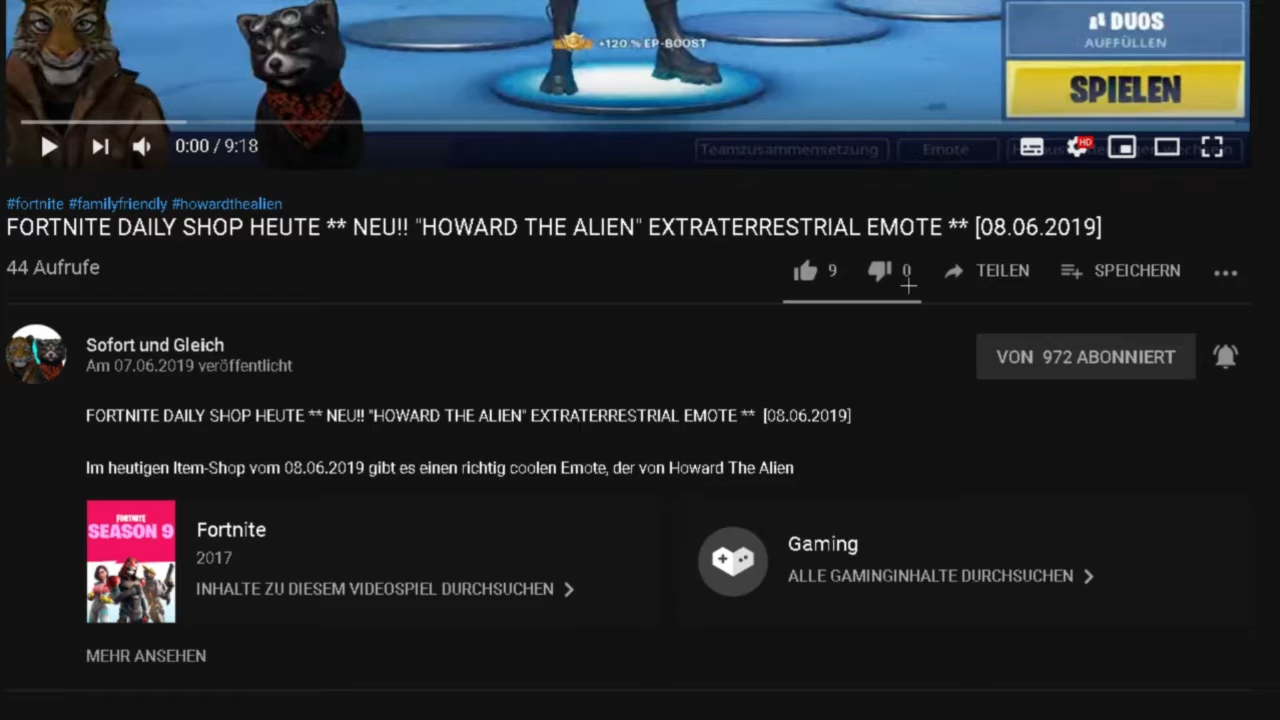 DUOS
AUFFÜLLEN
+120 % EP-BOOST
SPIELEN
0:00 / 9:18
HD
Teamzusammensetzung
Emote
#fortnite #familyfriendly #howardthealien
FORTNITE DAILY SHOP HEUTE ** NEU!! "HOWARD THE ALIEN" EXTRATERRESTRIAL EMOTE ** [08.06.2019]
44 Aufrufe
9
0
TEILEN
SPEICHERN
Sofort und Gleich
Am 07.06.2019 veröffentlicht
VON 972 ABONNIERT
FORTNITE DAILY SHOP HEUTE ** NEU!! "HOWARD THE ALIEN" EXTRATERRESTRIAL EMOTE ** [08.06.2019]
Im heutigen Item-Shop vom 08.06.2019 gibt es einen richtig coolen Emote, der von Howard The Alien
FORTNITE
SEASON 9
Fortnite
2017
INHALTE ZU DIESEM VIDEOSPIEL DURCHSUCHEN
Gaming
ALLE GAMINGINHALTE DURCHSUCHEN
MEHR ANSEHEN